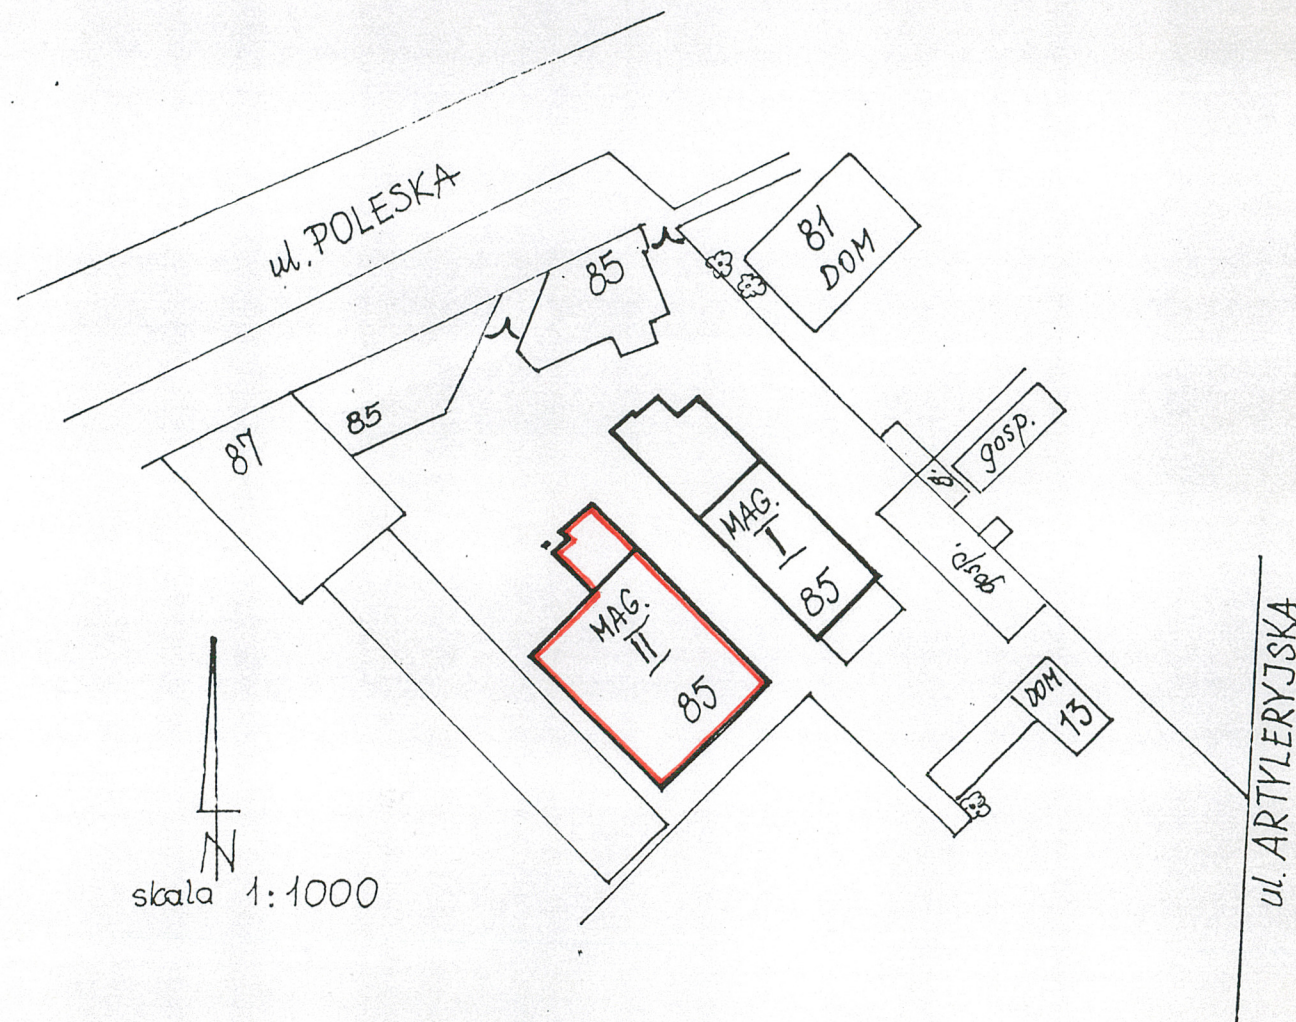 ul. POLESKA
81
DOM
85
85
87
gosp.
g.
MAG.
I
85
gosp.
MAG.
II
85
DOM
13
ul. ARTYLERYJSKA
N
skala 1:1000